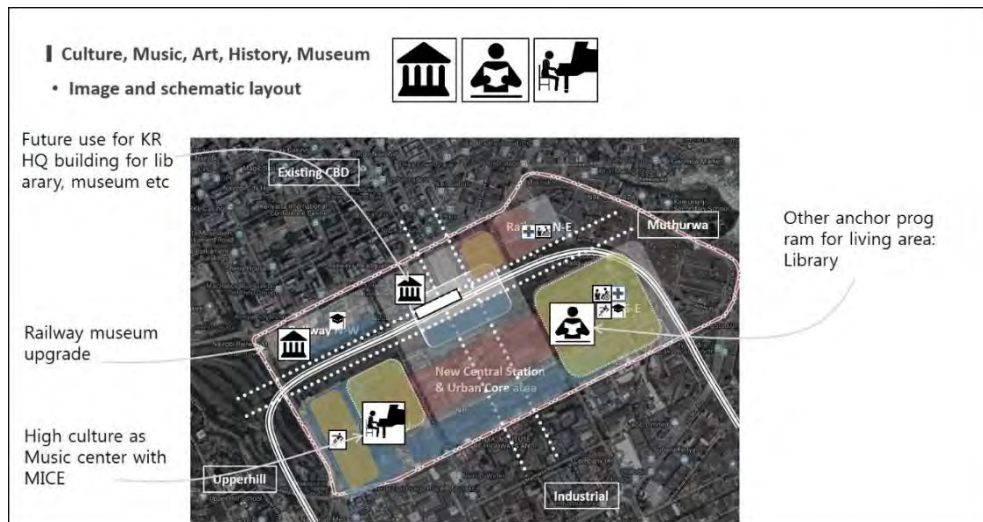 Culture, Music, Art, History, Museum
• Image and schematic layout
Future use for KR
HQ building for lib
arary, museum etc
Existing CBD
Muthurwa
Other anchor prog
ram for living area:
Library
Railway museum
upgrade
New Central Station
& Urban Core area
High culture as
Music center with
MICE
Upperhill
Industrial